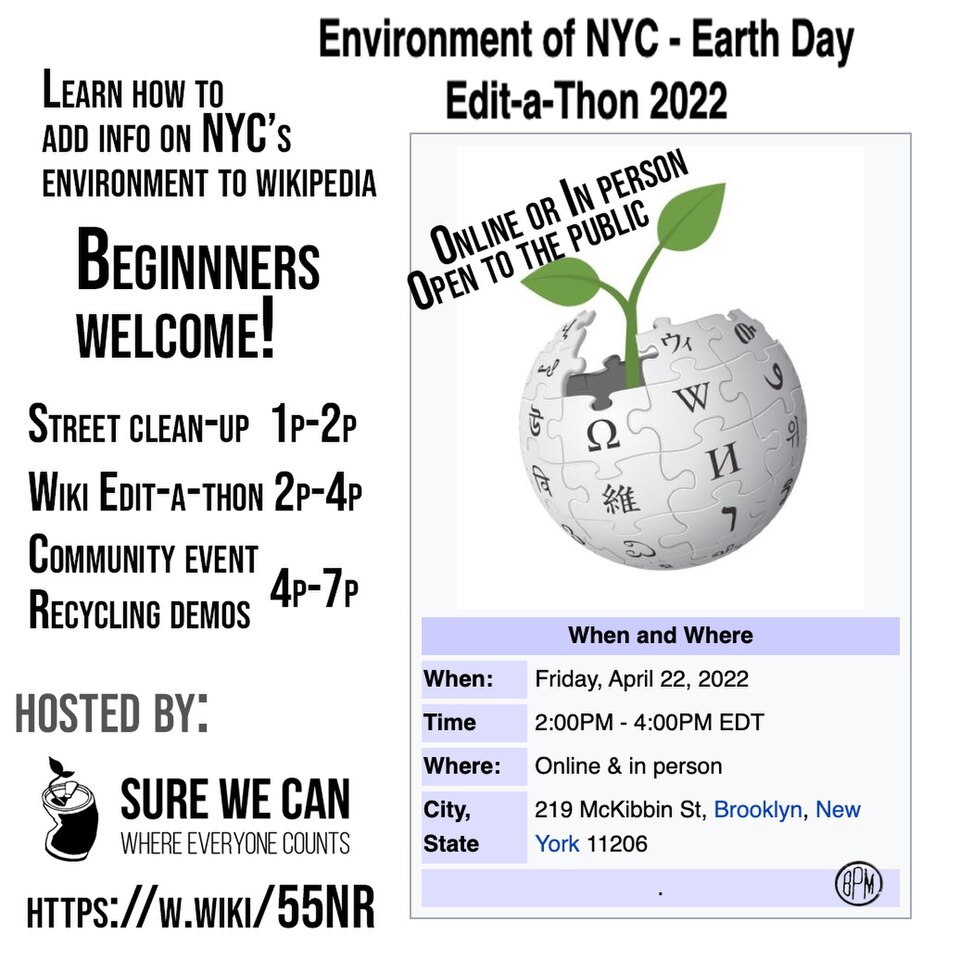 Environment of NYC - Earth Day
Edit-a-Thon 2022
Learn how to
add info on NYC's
environment to wikipedia
Beginnners
welcome!
Street clean-up 1p-2p
Wiki Edit-a-thon 2p-4p
Community event
Recycling demos 4p-7p
HOSTED BY:
SURE WE CAN
WHERE EVERYONE COUNTS
HTTPS://W.WIKI/55NR
Online or In person
Open to the public
ウィ
W
Ω
И
維
위
When and Where
When: Friday, April 22, 2022
Time 2:00PM - 4:00PM EDT
Where: Online & in person
City, State 219 McKibbin St, Brooklyn, New
York 11206
.
BPM